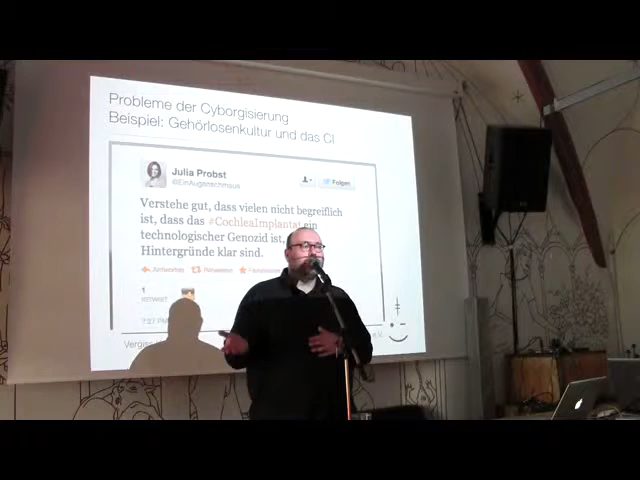 Probleme der Cyborgisierung
Beispiel: Gehörlosenkultur und das CI
Julia Probst
@EinAugenschmaus
Folgen
Verstehe gut, dass vielen nicht begreiflich
ist, dass das #CochleaImplantat ein
technologischer Genozid ist,
Hintergründe klar sind.
Antworten Retweeten
1